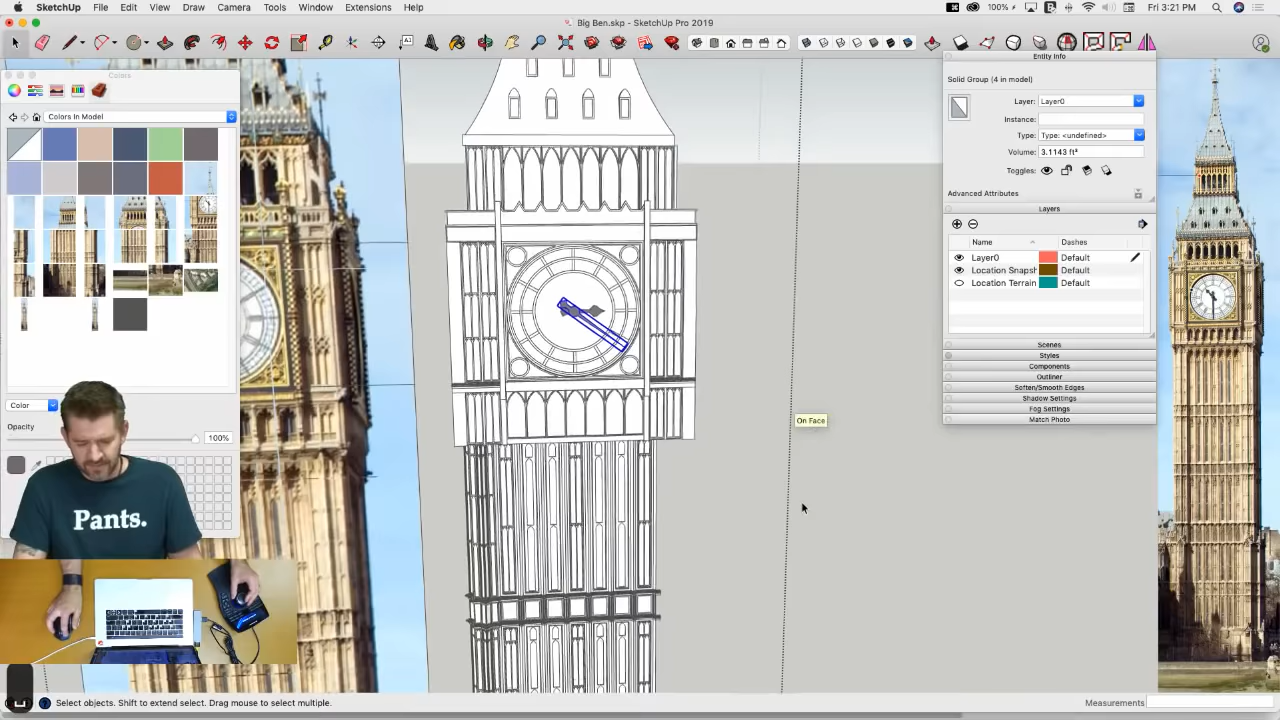 SketchUp File Edit View Draw Camera Tools Window Extensions Help
100% Fri 3:21 PM
Big Ben.skp - SketchUp Pro 2019
Colors
Colors In Model
Color
Opacity
100%
Pants.
On Face
Entity Info
Solid Group (4 in model)
Layer: Layer0
Instance:
Type: Type: <undefined>
Volume: 3.1143 ft³
Toggles:
Advanced Attributes
Layers
Name Dashes
Layer0 Default
Location Snapsh Default
Location Terrain Default
Scenes
Styles
Components
Outliner
Soften/Smooth Edges
Shadow Settings
Fog Settings
Match Photo
Select objects. Shift to extend select. Drag mouse to select multiple.
Measurements